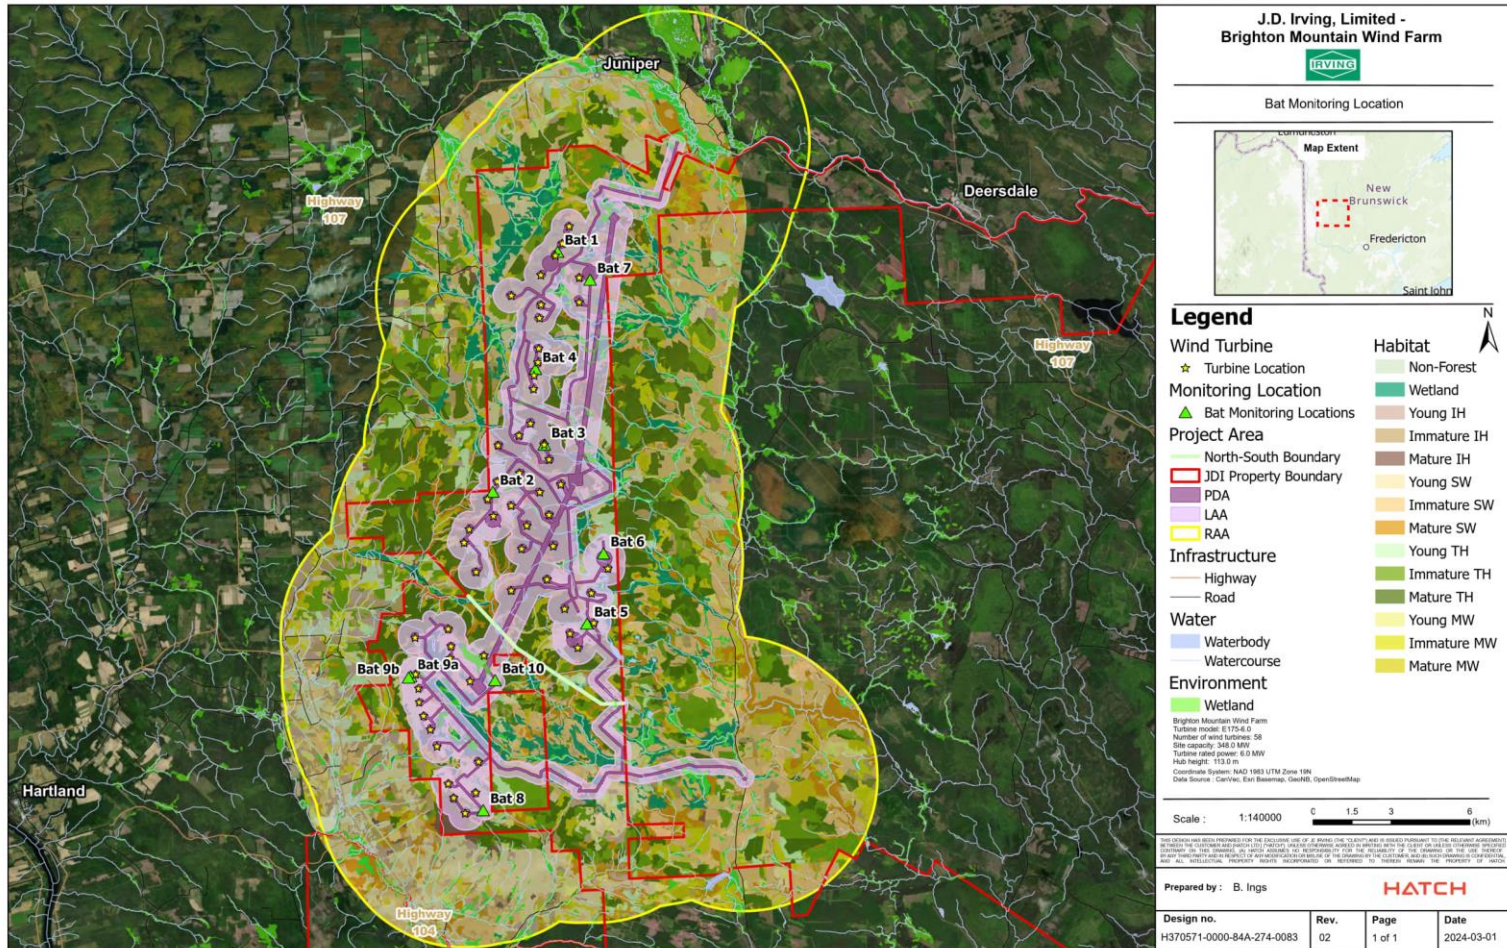 Juniper
Deersdale
Highway
107
Bat 1
Bat 7
Highway
107
Bat 4
Bat 3
Bat 2
Bat 6
Bat 5
Bat 9b
Bat 9a
Bat 10
Bat 8
Hartland
Highway
104
J.D. Irving, Limited -
Brighton Mountain Wind Farm
IRVING
Bat Monitoring Location
Edmundston
Map Extent
New
Brunswick
Fredericton
Saint John
Legend
N
Wind Turbine
Turbine Location
Monitoring Location
Bat Monitoring Locations
Project Area
North-South Boundary
JDI Property Boundary
PDA
LAA
RAA
Infrastructure
Highway
Road
Water
Waterbody
Watercourse
Environment
Wetland
Habitat
Non-Forest
Wetland
Young IH
Immature IH
Mature IH
Young SW
Immature SW
Mature SW
Young TH
Immature TH
Mature TH
Young MW
Immature MW
Mature MW
Brighton Mountain Wind Farm
Turbine model: E175-6.0
Number of wind turbines: 58
Site capacity: 348.0 MW
Turbine rated power: 6.0 MW
Hub height: 113.0 m
Coordinate System: NAD 1983 UTM Zone 19N
Data Source : CanVec, Esri Basemap, GeoNB, OpenStreetMap
Scale : 1:140000
0 1.5 3 6
(km)
Prepared by : B. Ings
HATCH
Design no. Rev. Page Date
H370571-0000-84A-274-0083 02 1 of 1 2024-03-01